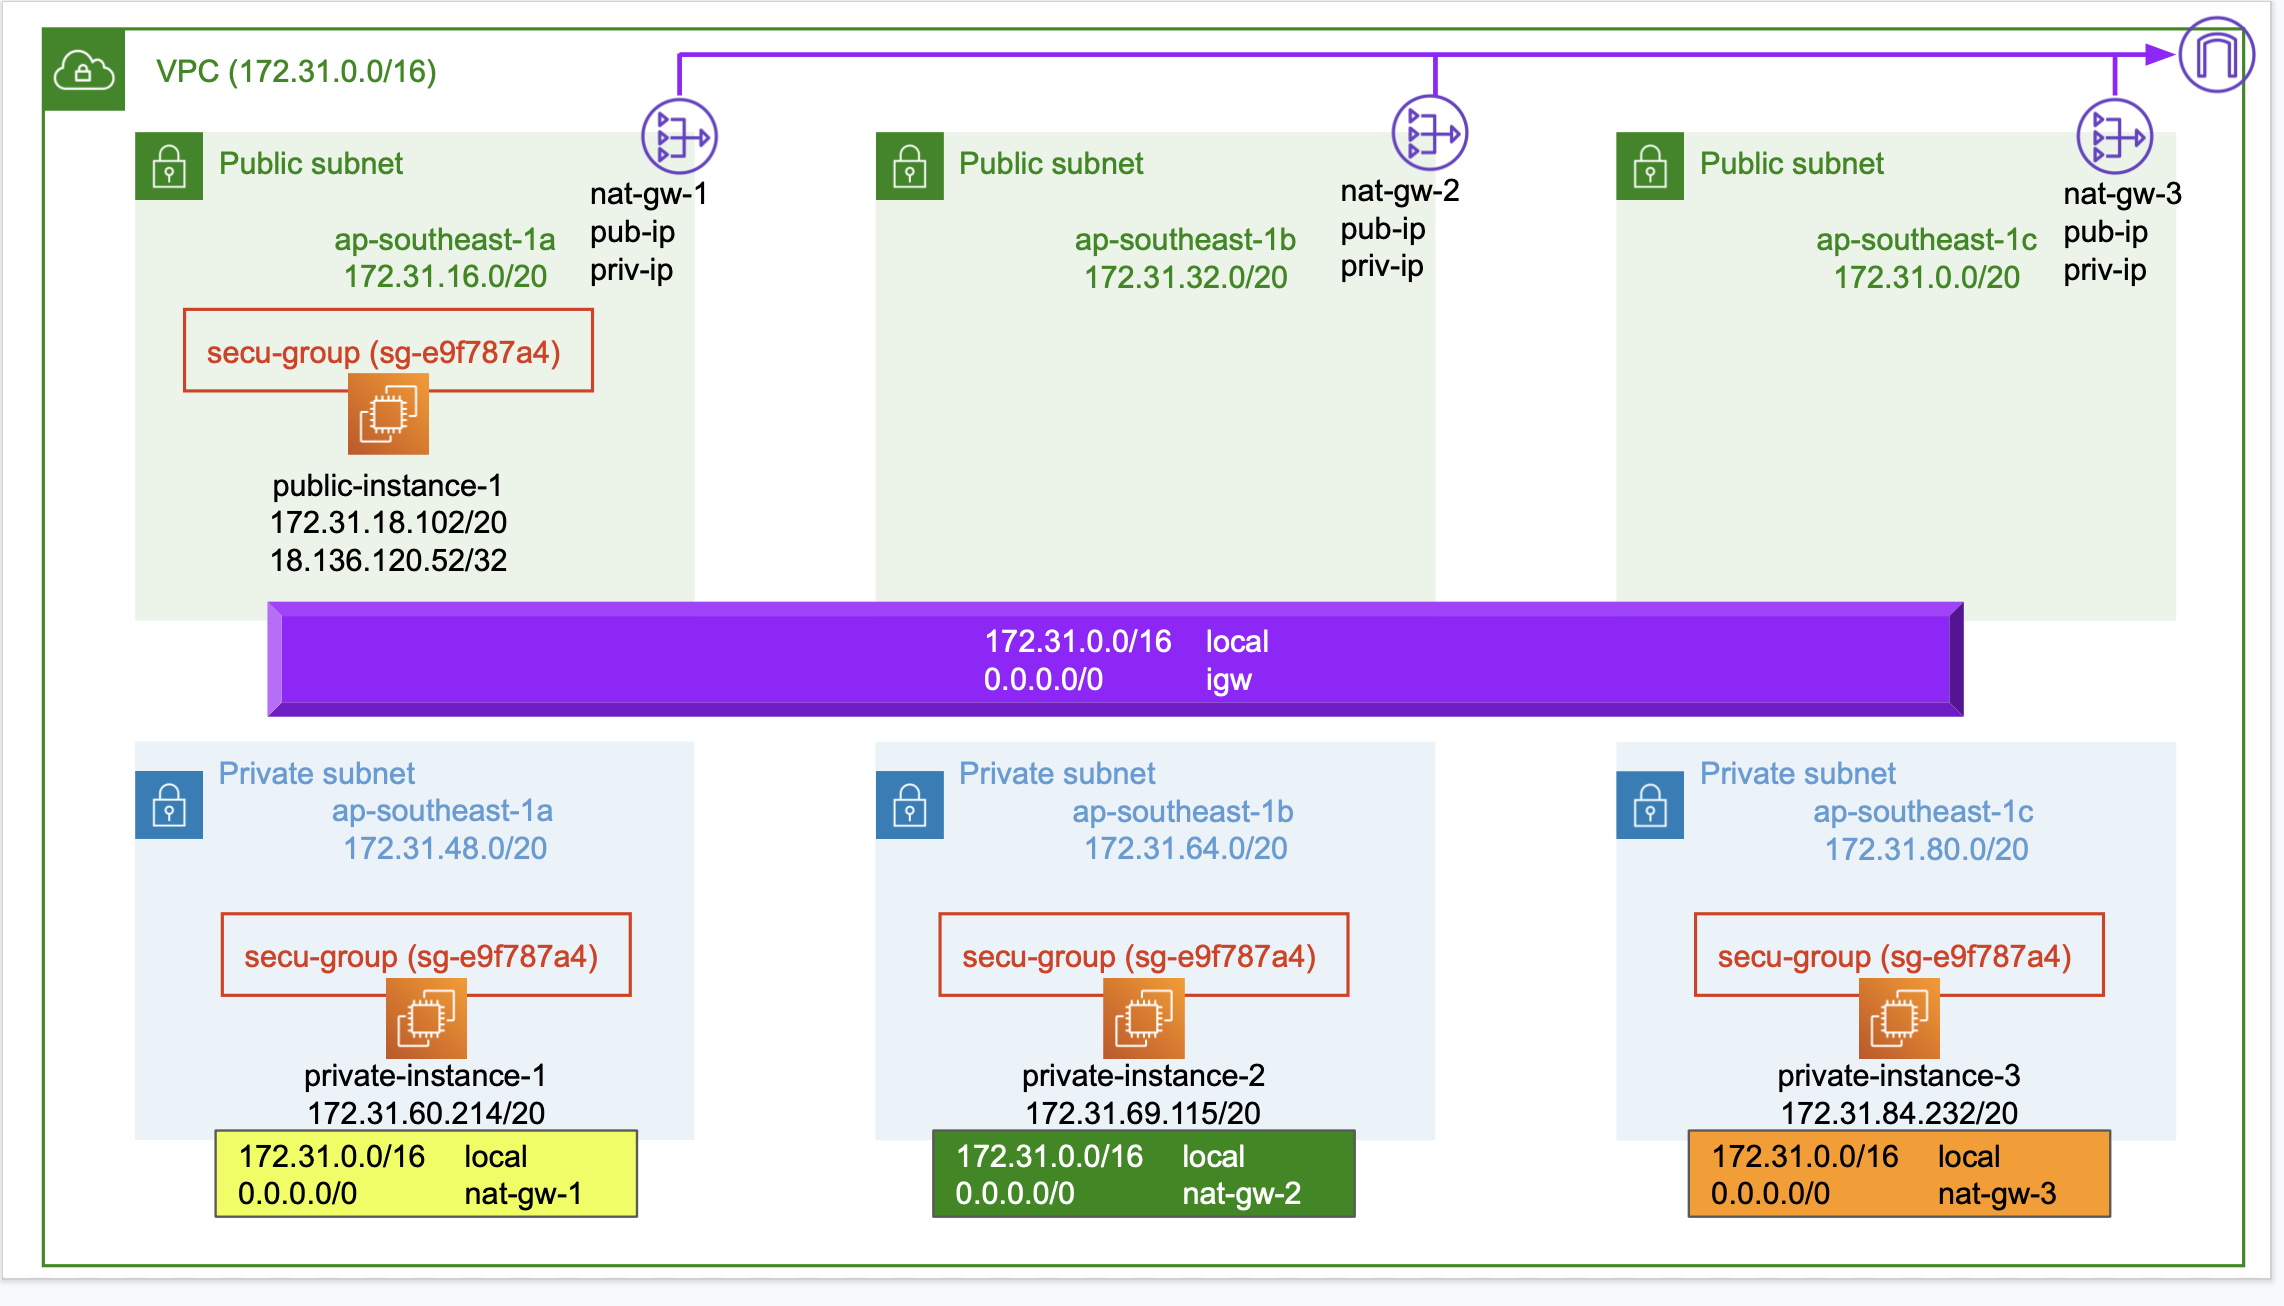 VPC (172.31.0.0/16)
Public subnet
nat-gw-1
pub-ip
priv-ip
ap-southeast-1a
172.31.16.0/20
secu-group (sg-e9f787a4)
public-instance-1
172.31.18.102/20
18.136.120.52/32
Public subnet
nat-gw-2
pub-ip
priv-ip
ap-southeast-1b
172.31.32.0/20
Public subnet
nat-gw-3
pub-ip
priv-ip
ap-southeast-1c
172.31.0.0/20
172.31.0.0/16 local
0.0.0.0/0 igw
Private subnet
ap-southeast-1a
172.31.48.0/20
secu-group (sg-e9f787a4)
private-instance-1
172.31.60.214/20
172.31.0.0/16 local
0.0.0.0/0 nat-gw-1
Private subnet
ap-southeast-1b
172.31.64.0/20
secu-group (sg-e9f787a4)
private-instance-2
172.31.69.115/20
172.31.0.0/16 local
0.0.0.0/0 nat-gw-2
Private subnet
ap-southeast-1c
172.31.80.0/20
secu-group (sg-e9f787a4)
private-instance-3
172.31.84.232/20
172.31.0.0/16 local
0.0.0.0/0 nat-gw-3